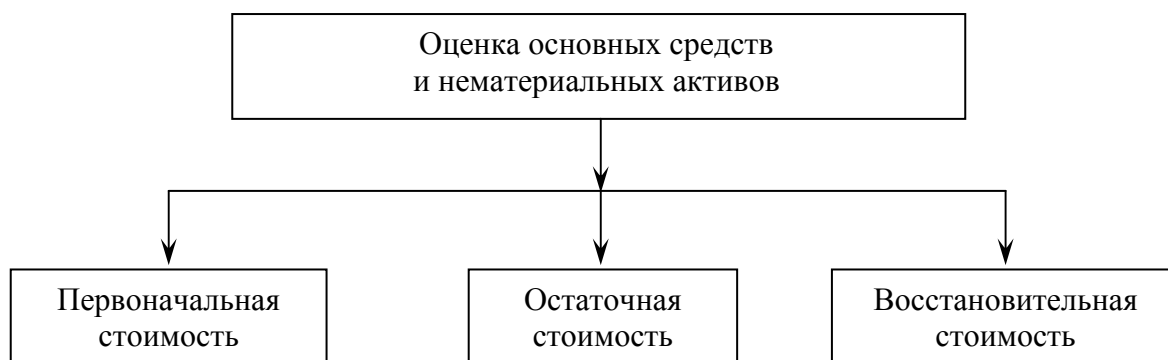 Оценка основных средств
и нематериальных активов
Первоначальная
стоимость
Остаточная
стоимость
Восстановительная
стоимость